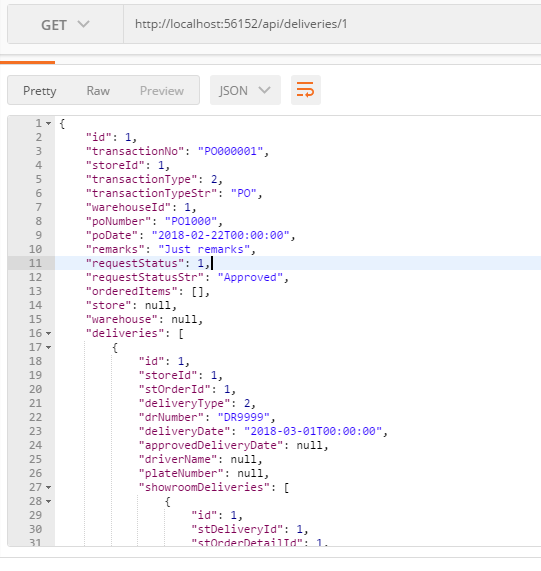 GET http://localhost:56152/api/deliveries/1
Pretty Raw Preview JSON
1 {
2 "id": 1,
3 "transactionNo": "PO000001",
4 "storeId": 1,
5 "transactionType": 2,
6 "transactionTypeStr": "PO",
7 "warehouseId": 1,
8 "poNumber": "PO1000",
9 "poDate": "2018-02-22T00:00:00",
10 "remarks": "Just remarks",
11 "requestStatus": 1,
12 "requestStatusStr": "Approved",
13 "orderedItems": [],
14 "store": null,
15 "warehouse": null,
16 "deliveries": [
17 {
18 "id": 1,
19 "storeId": 1,
20 "stOrderId": 1,
21 "deliveryType": 2,
22 "drNumber": "DR9999",
23 "deliveryDate": "2018-03-01T00:00:00",
24 "approvedDeliveryDate": null,
25 "driverName": null,
26 "plateNumber": null,
27 "showroomDeliveries": [
28 {
29 "id": 1,
30 "stDeliveryId": 1,
31 "stOrderDetailId": 1,